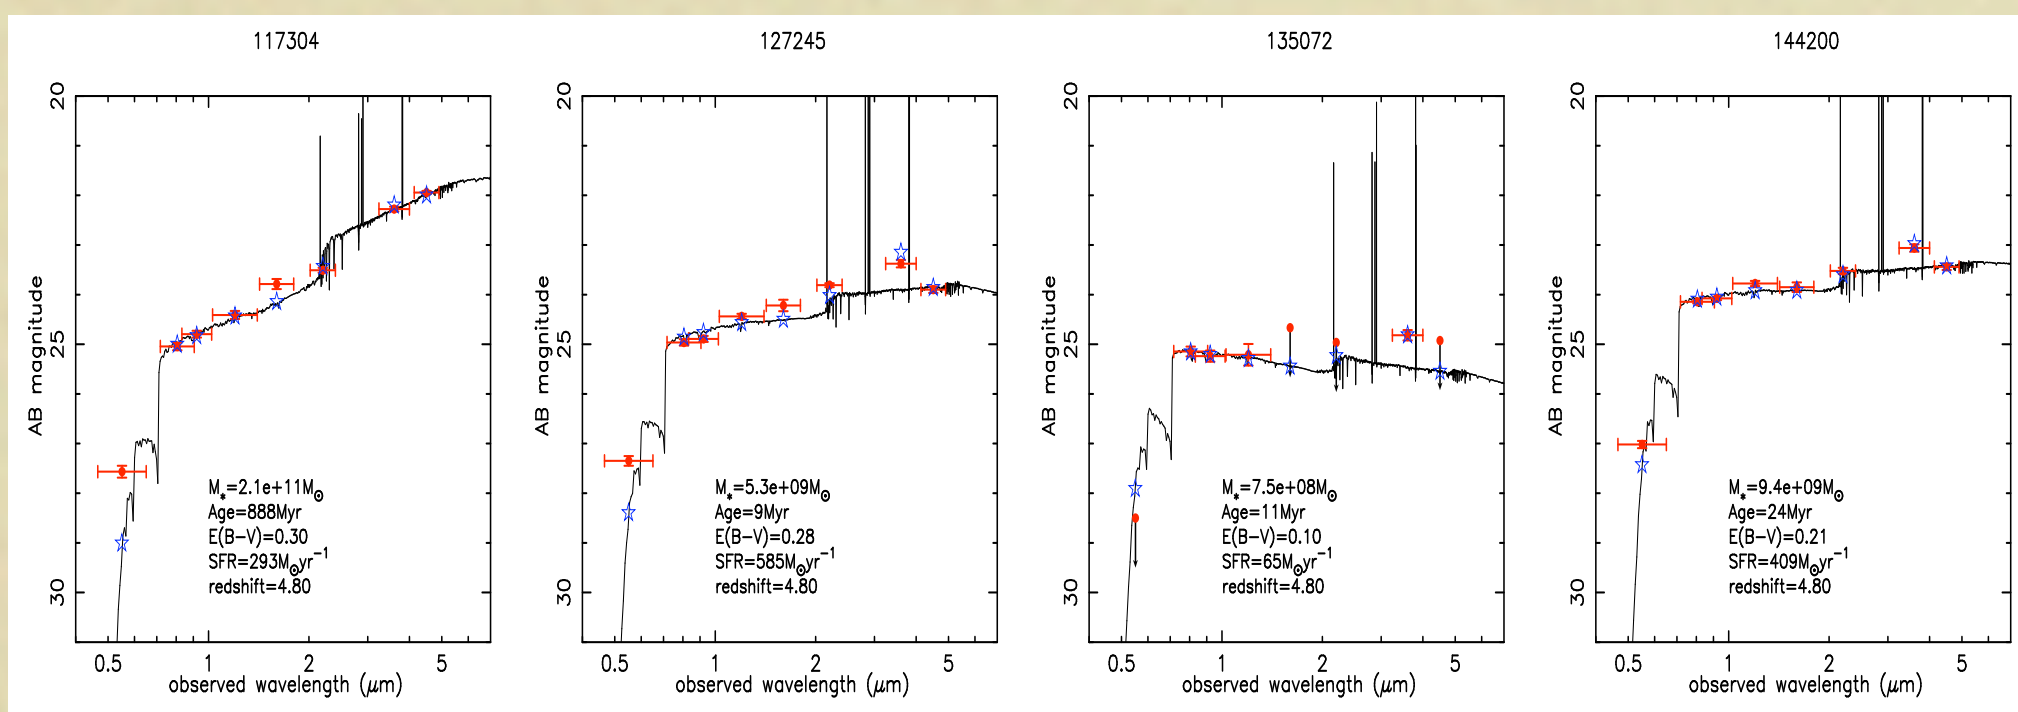 117304
127245
135072
144200
20
25
30
AB magnitude
M*=2.1e+11M⊙
Age=888Myr
E(B−V)=0.30
SFR=293M⊙yr−1
redshift=4.80
0.5 1 2 5
observed wavelength (μm)
20
25
30
AB magnitude
M*=5.3e+09M⊙
Age=9Myr
E(B−V)=0.28
SFR=585M⊙yr−1
redshift=4.80
0.5 1 2 5
observed wavelength (μm)
20
25
30
AB magnitude
M*=7.5e+08M⊙
Age=11Myr
E(B−V)=0.10
SFR=65M⊙yr−1
redshift=4.80
0.5 1 2 5
observed wavelength (μm)
20
25
30
AB magnitude
M*=9.4e+09M⊙
Age=24Myr
E(B−V)=0.21
SFR=409M⊙yr−1
redshift=4.80
0.5 1 2 5
observed wavelength (μm)